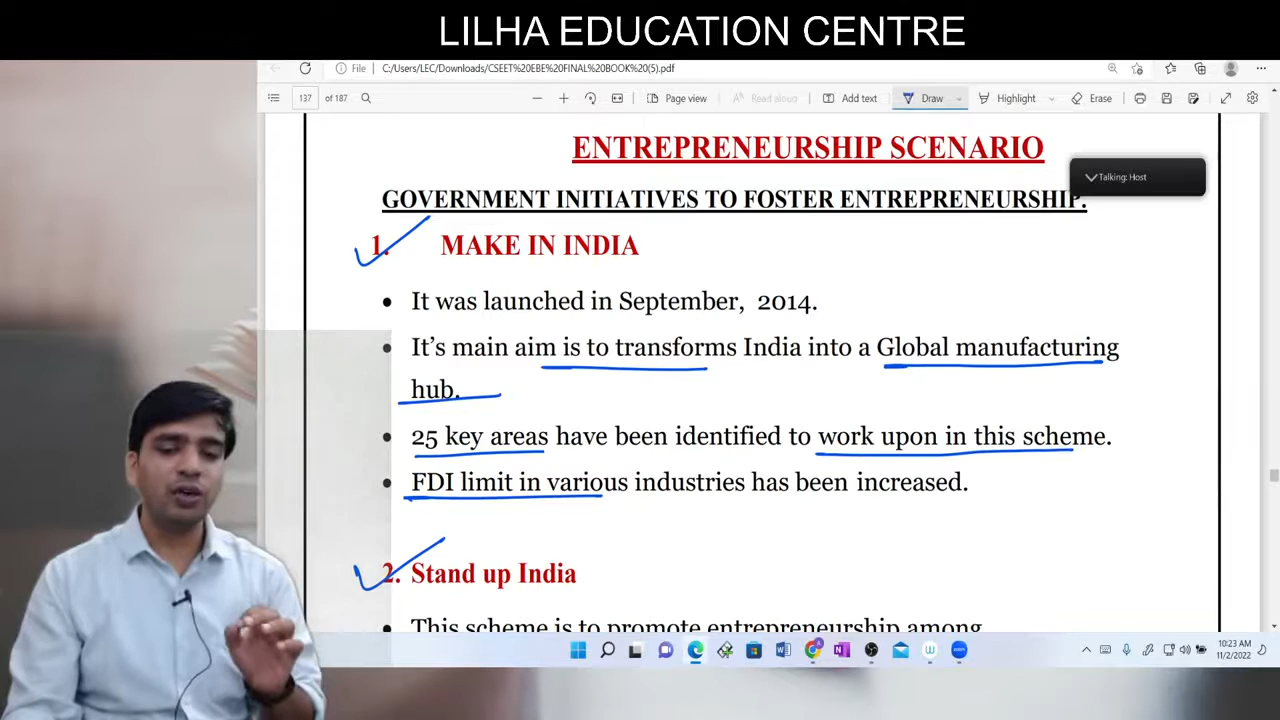 LILHA EDUCATION CENTRE
File C:/Users/LEC/Downloads/CSEET%20EBE%20FINAL%20BOOK%20(5).pdf
137 of 187 Page view Read aloud Add text Draw Highlight Erase
ENTREPRENEURSHIP SCENARIO
Talking: Host
GOVERNMENT INITIATIVES TO FOSTER ENTREPRENEURSHIP.
1. MAKE IN INDIA
• It was launched in September, 2014.
• It's main aim is to transforms India into a Global manufacturing
hub.
• 25 key areas have been identified to work upon in this scheme.
• FDI limit in various industries has been increased.
2. Stand up India
• This scheme is to promote entrepreneurship among
10:23 AM
11/2/2022